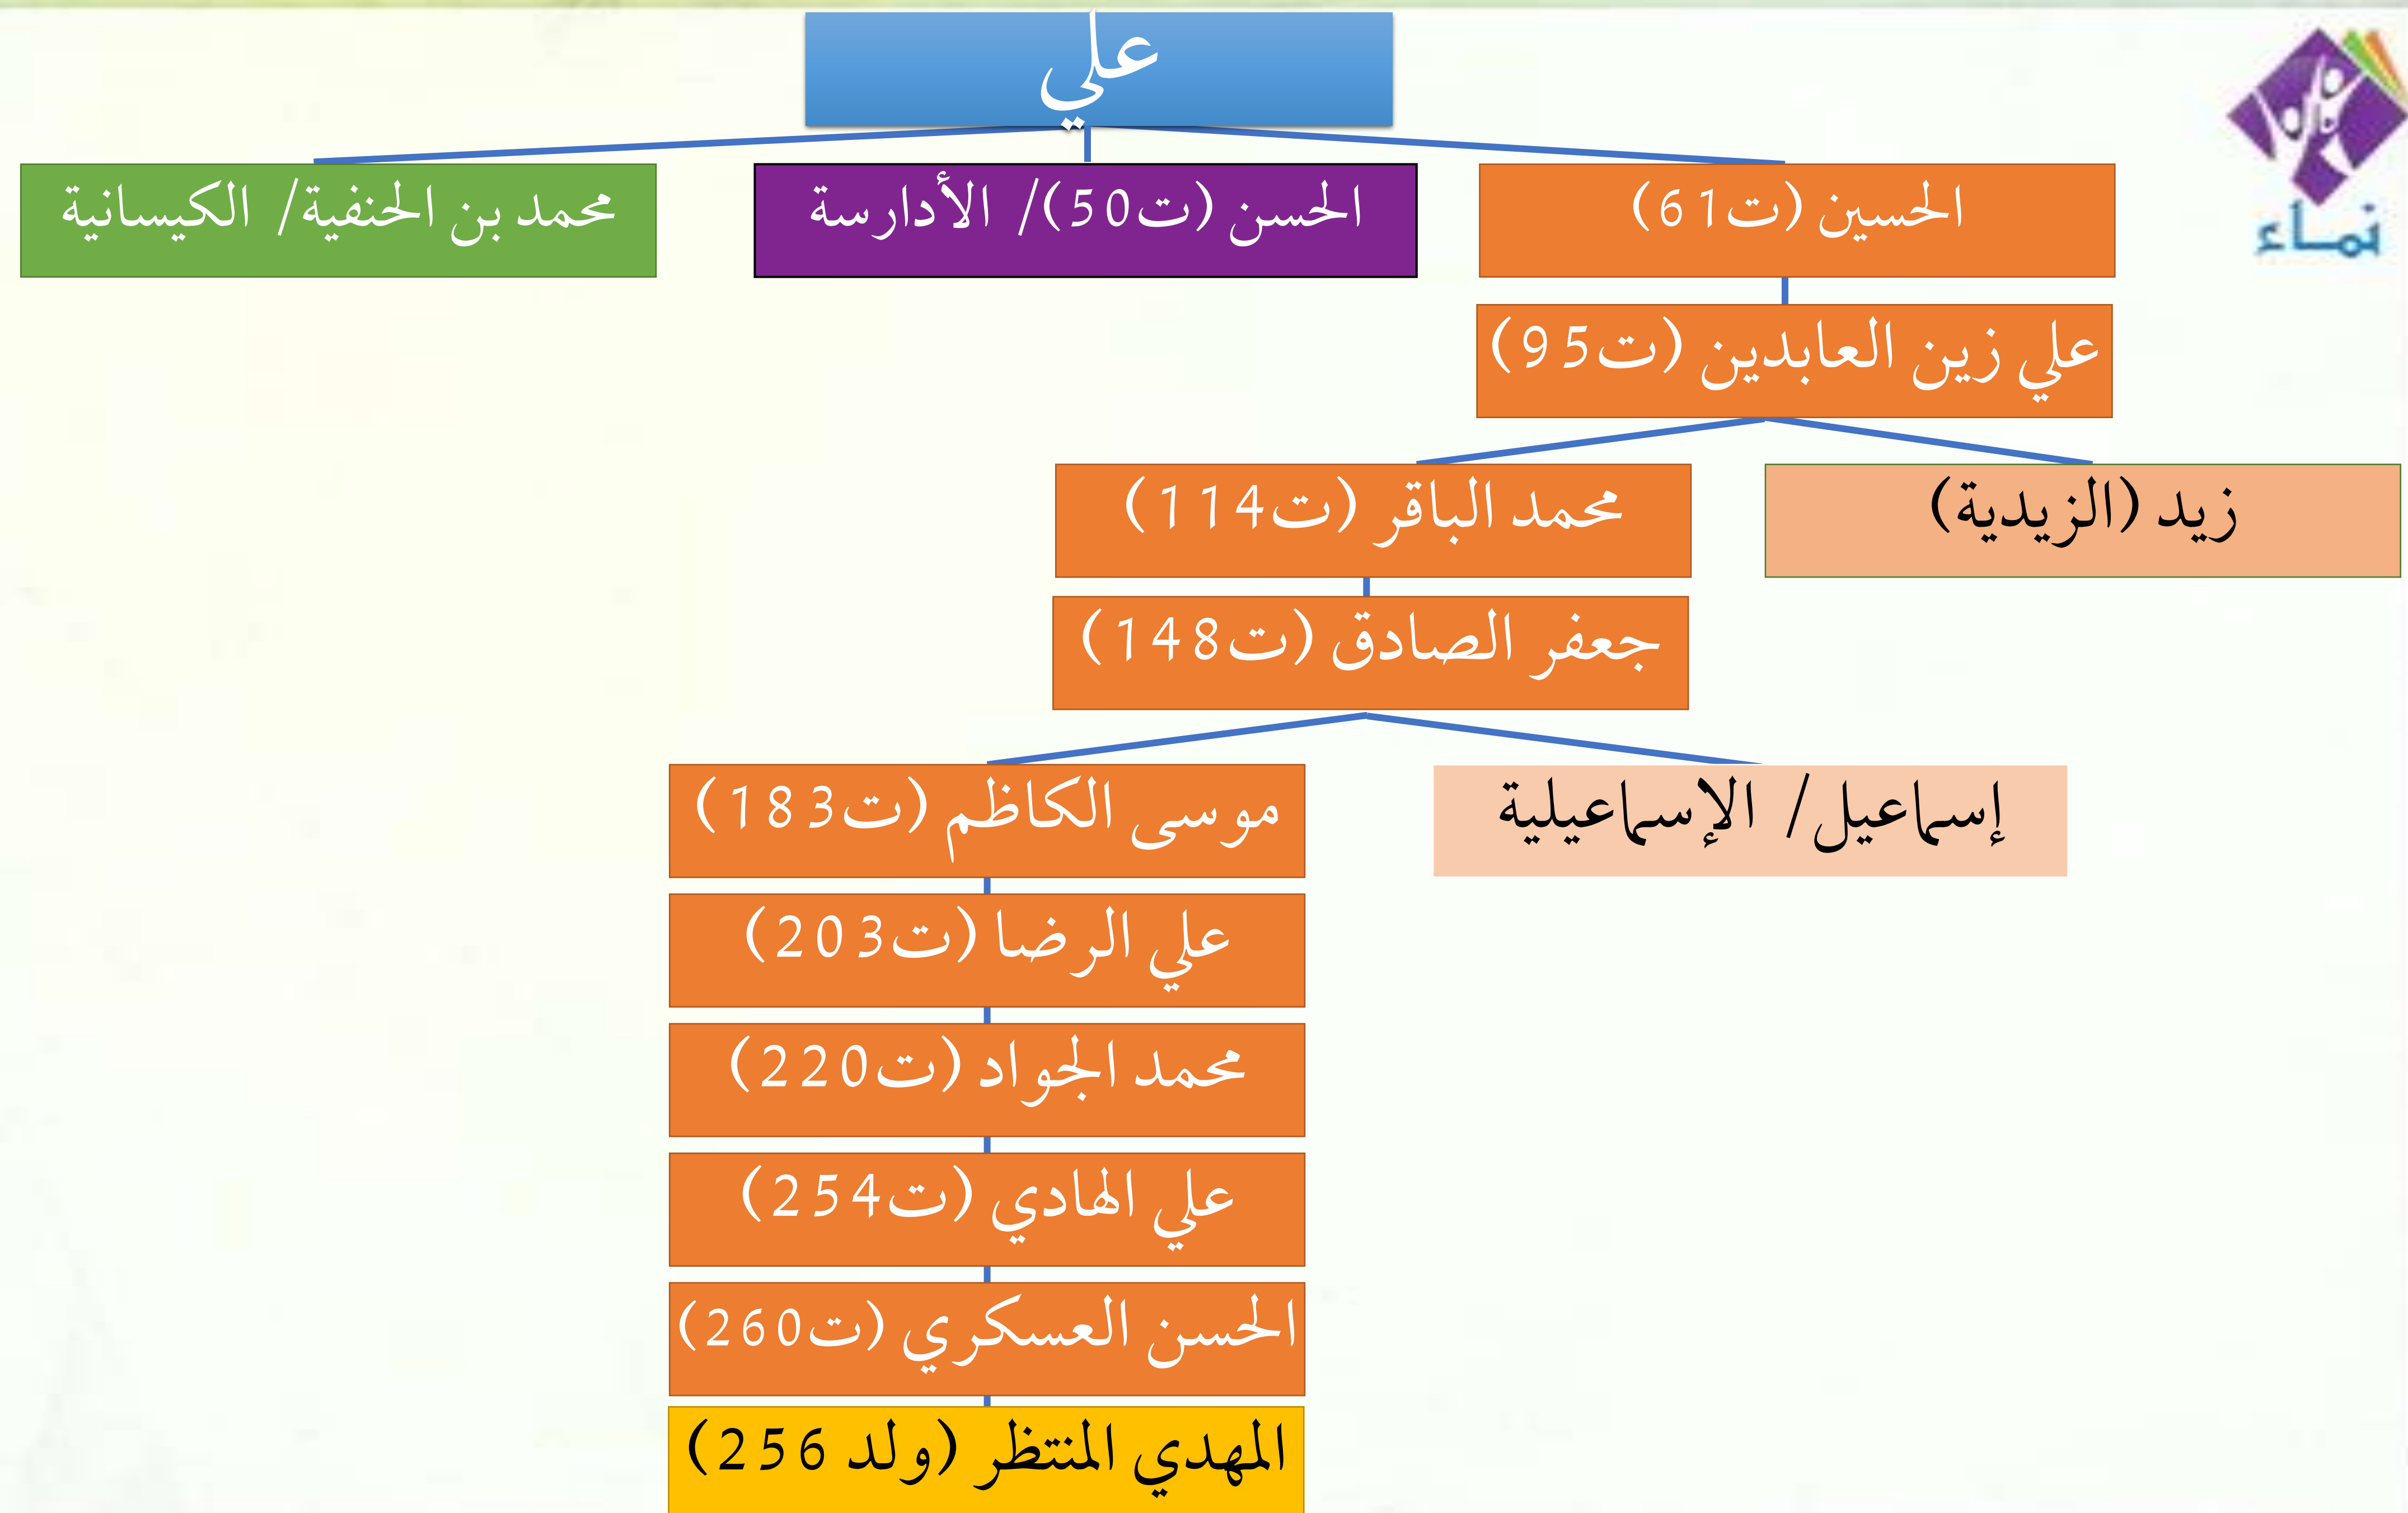 علي
نماء
الحسين (ت61)
الحسن (ت50)/ الأدارسة
محمد بن الحنفية/ الكيسانية
علي زين العابدين (ت95)
زيد (الزيدية)
محمد الباقر (ت114)
جعفر الصادق (ت148)
إسماعيل/ الإسماعيلية
موسى الكاظم (ت183)
علي الرضا (ت203)
محمد الجواد (ت220)
علي الهادي (ت254)
الحسن العسكري (ت260)
المهدي المنتظر (ولد 256)